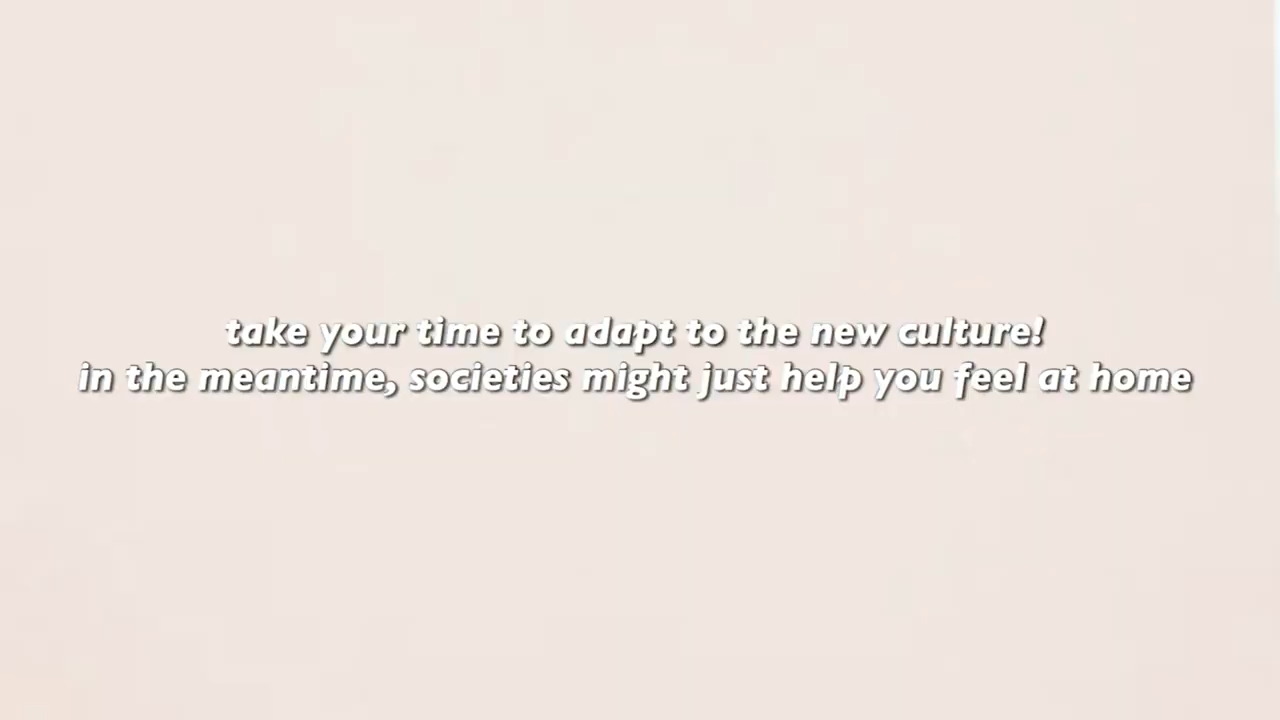 take your time to adapt to the new culture!
in the meantime, societies might just help you feel at home